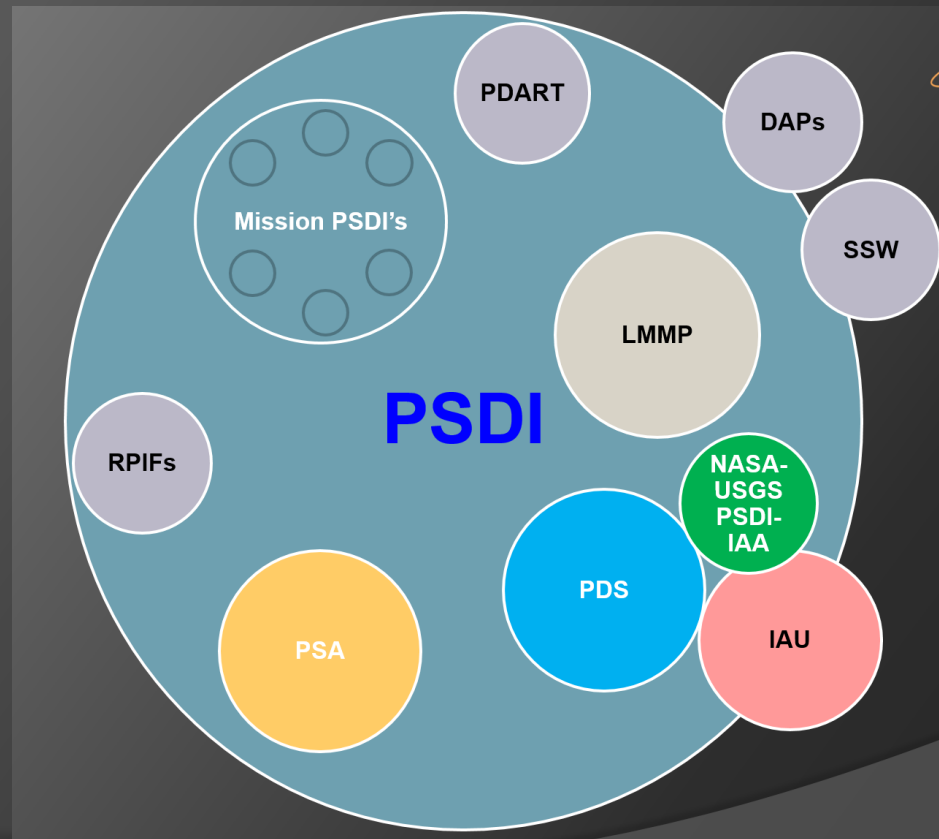 PDART
DAPs
Mission PSDI's
SSW
LMMP
PSDI
RPIFs
NASA-
USGS
PSDI-
IAA
PDS
IAU
PSA